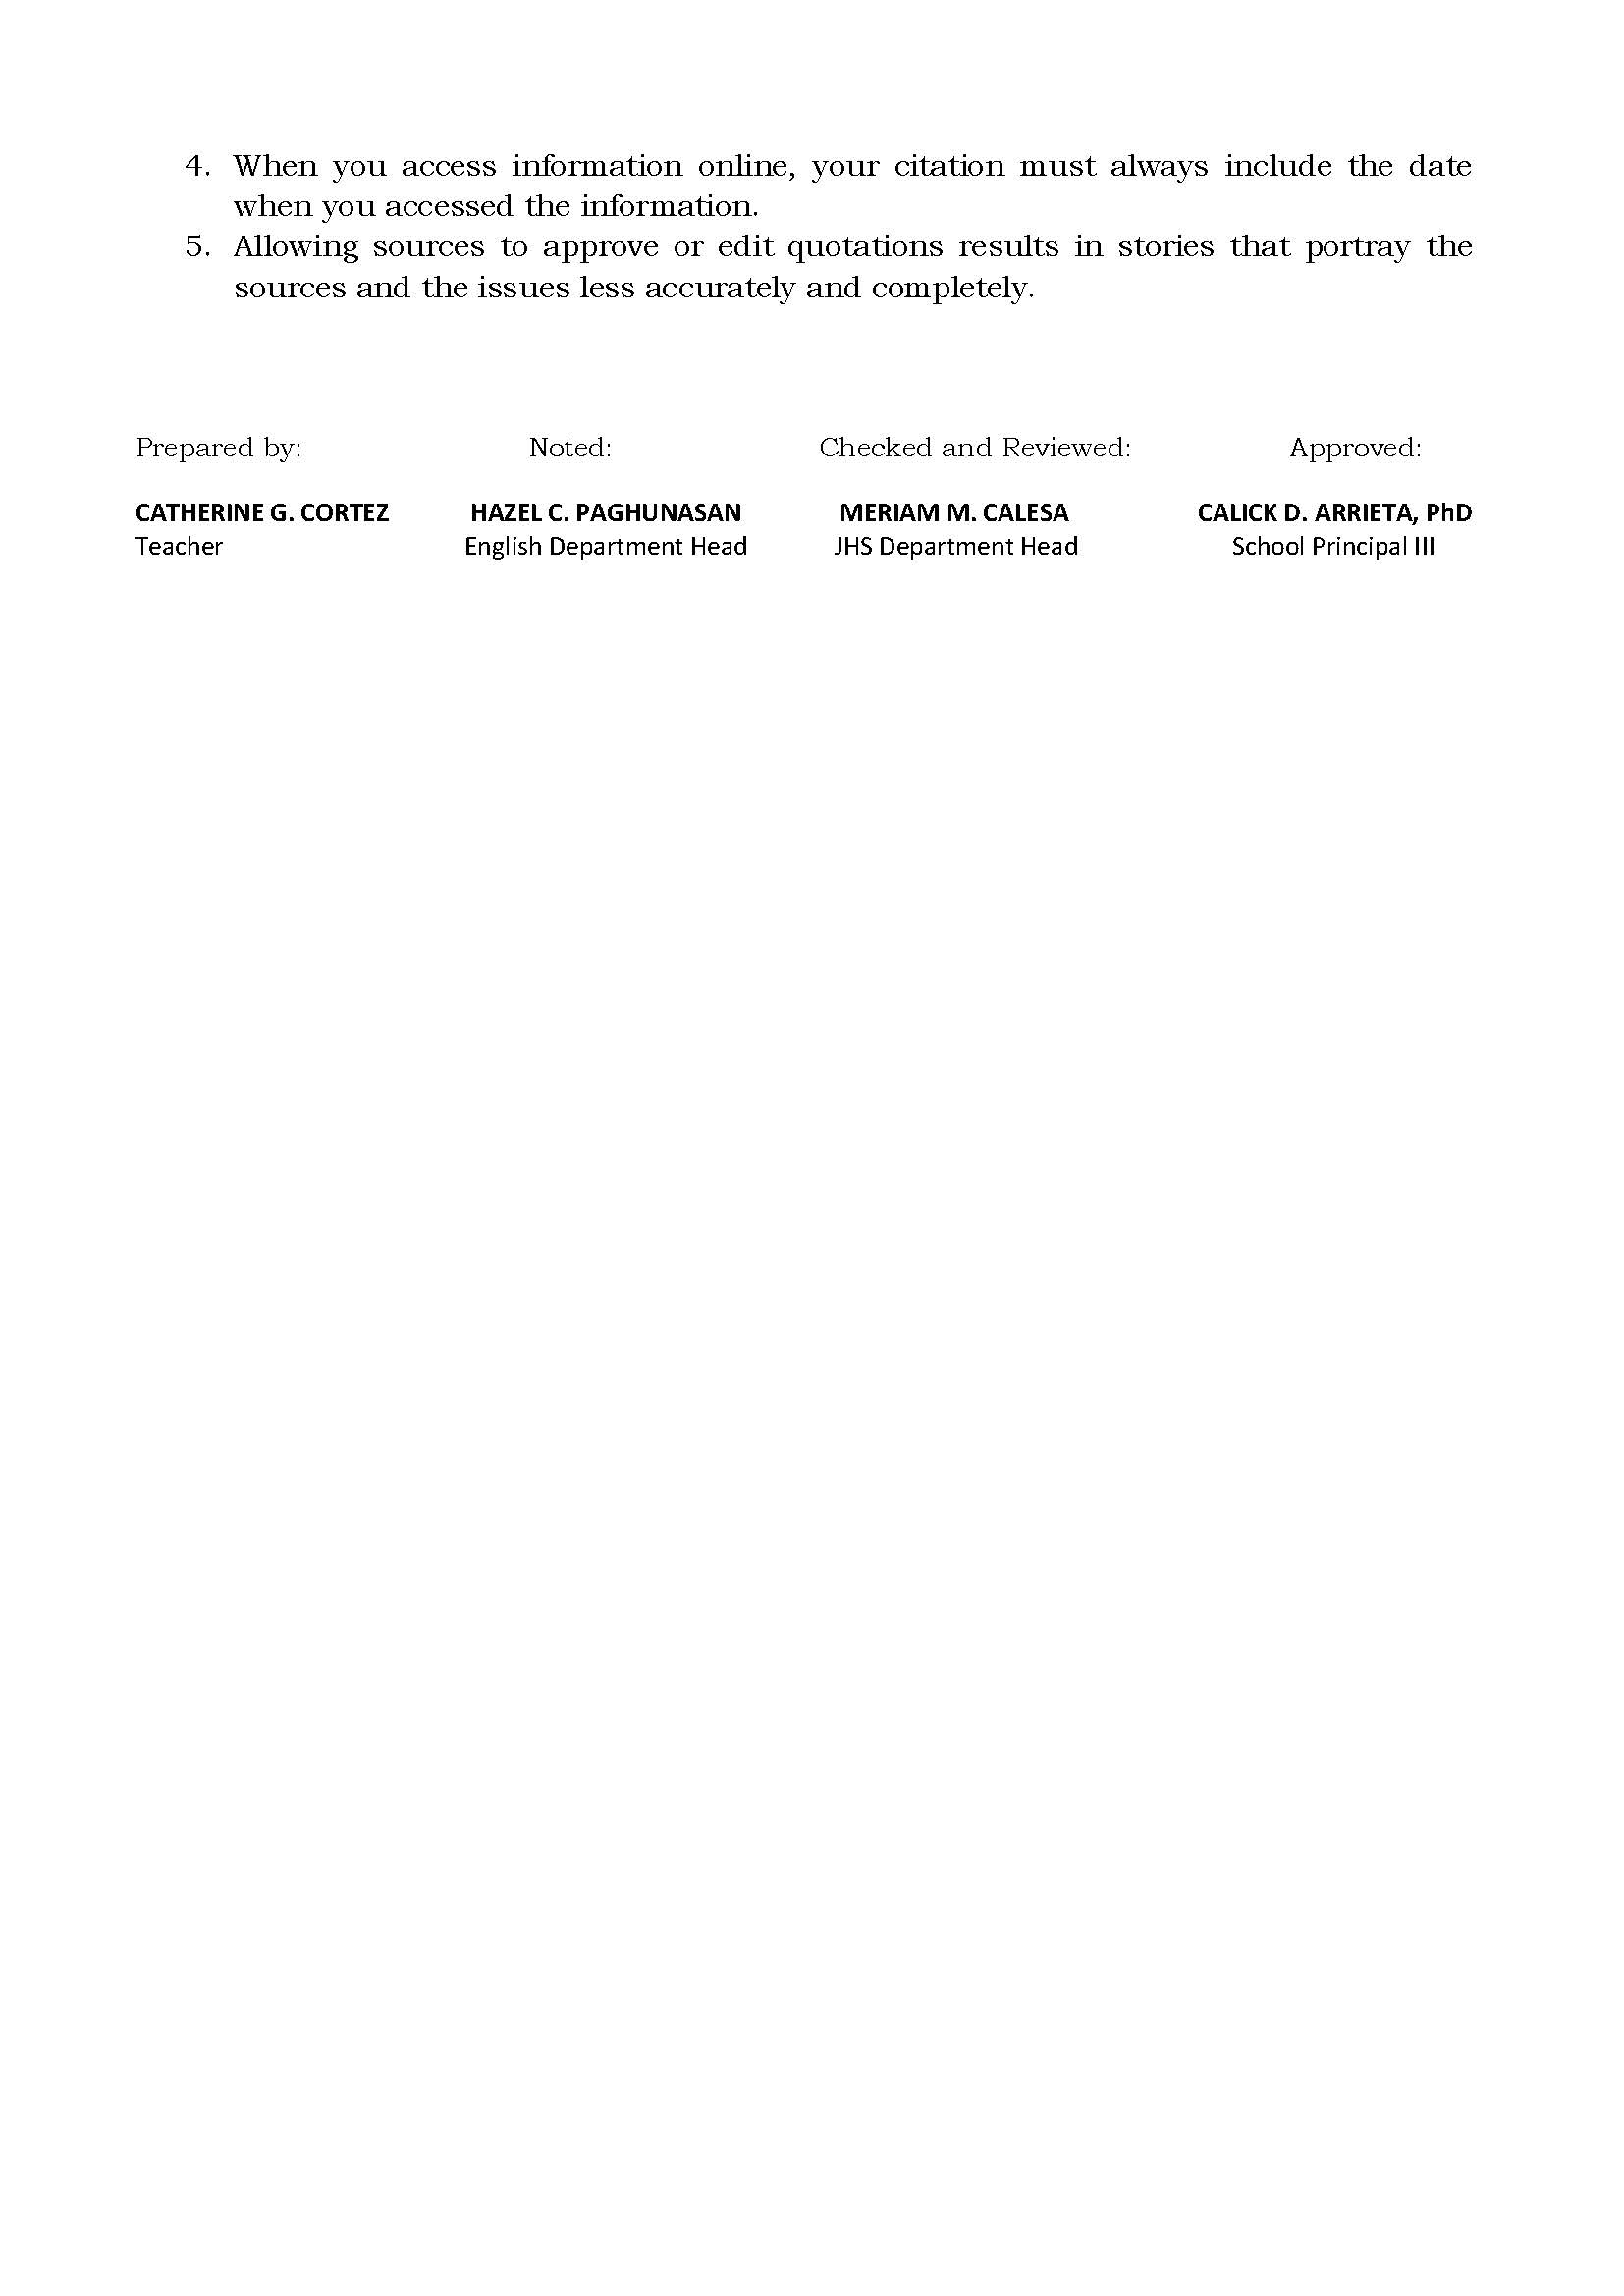 4. When you access information online, your citation must always include the date
when you accessed the information.
5. Allowing sources to approve or edit quotations results in stories that portray the
sources and the issues less accurately and completely.
Prepared by: Noted: Checked and Reviewed: Approved:
CATHERINE G. CORTEZ HAZEL C. PAGHUNASAN MERIAM M. CALESA CALICK D. ARRIETA, PhD
Teacher English Department Head JHS Department Head School Principal III